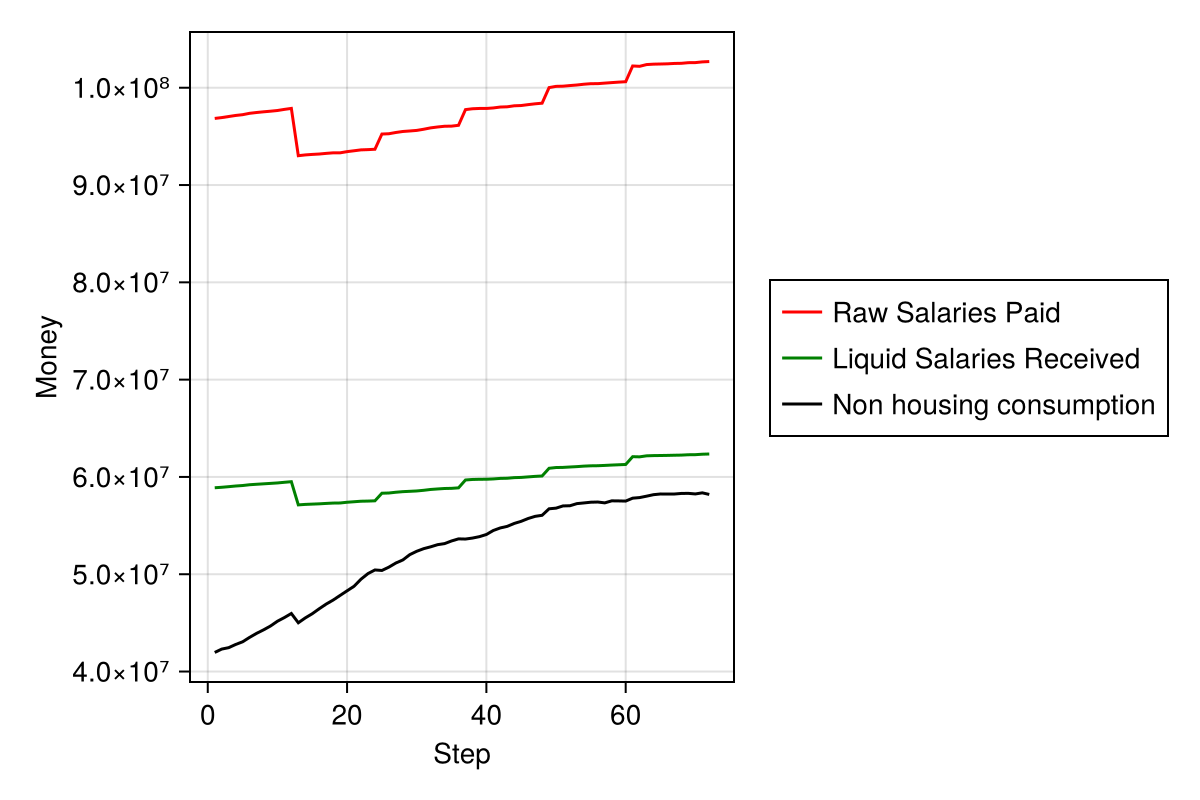 1.0×10⁸
9.0×10⁷
8.0×10⁷
7.0×10⁷
6.0×10⁷
5.0×10⁷
4.0×10⁷
Money
0 20 40 60
Step
Raw Salaries Paid
Liquid Salaries Received
Non housing consumption